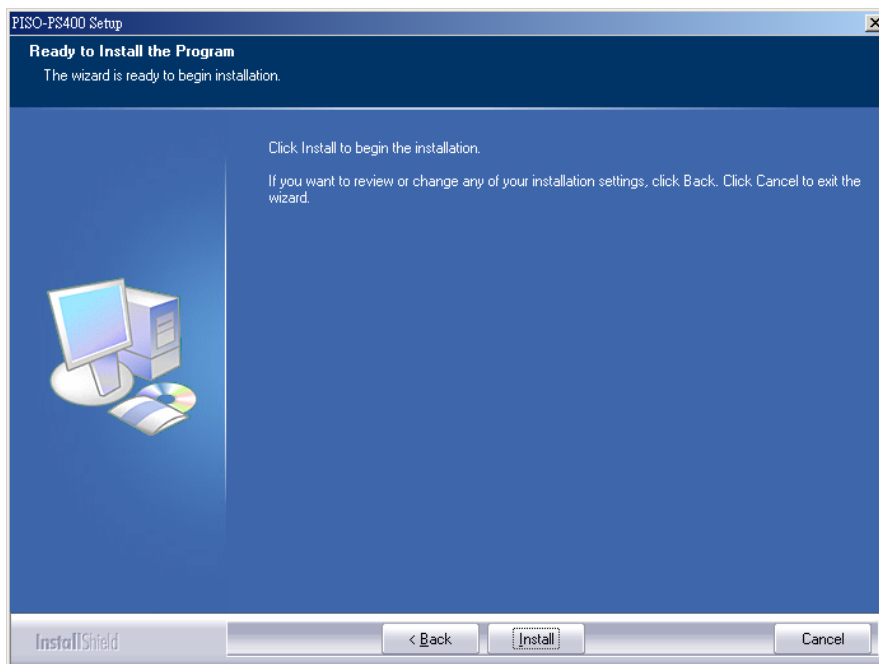 PISO-PS400 Setup
Ready to Install the Program
The wizard is ready to begin installation.
Click Install to begin the installation.
If you want to review or change any of your installation settings, click Back. Click Cancel to exit the
wizard.
InstallShield
< Back
Install
Cancel